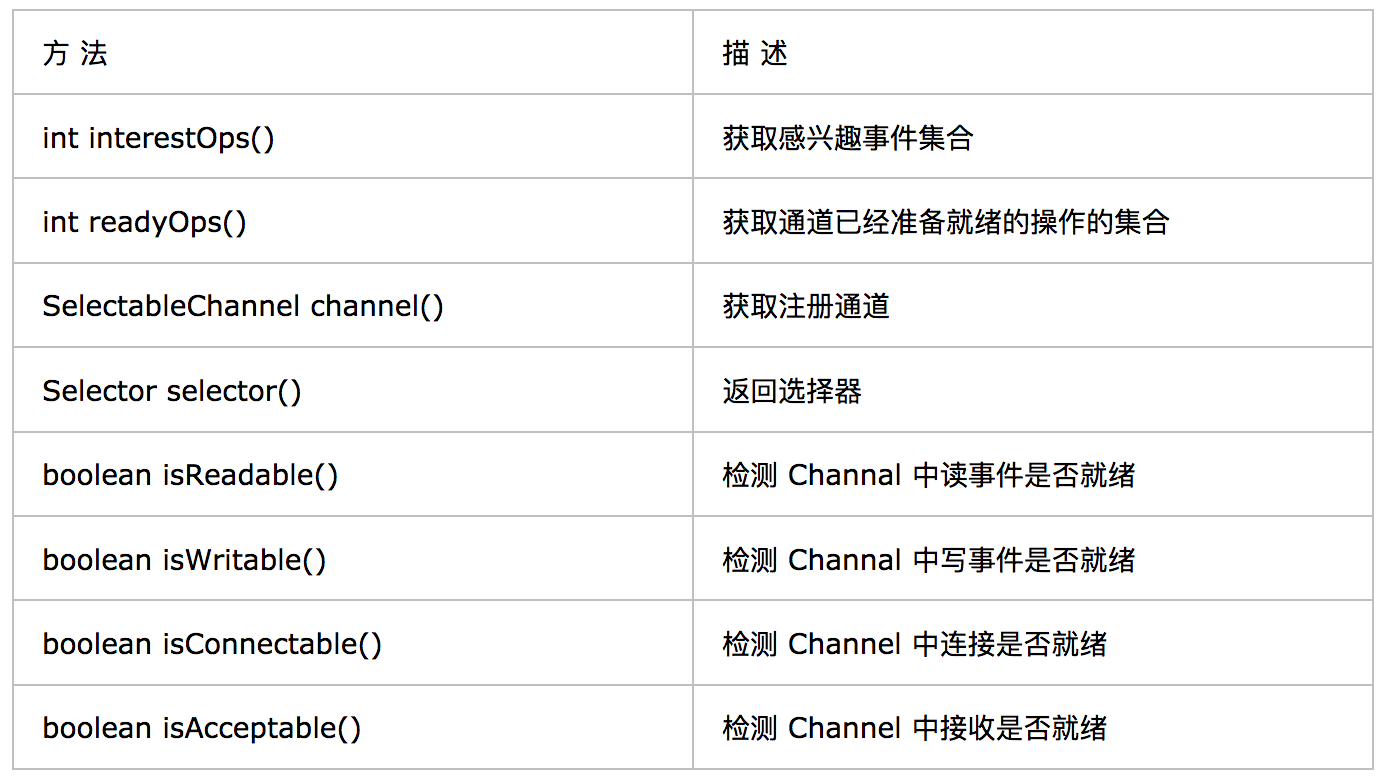 方 法 描 述
int interestOps() 获取感兴趣事件集合
int readyOps() 获取通道已经准备就绪的操作的集合
SelectableChannel channel() 获取注册通道
Selector selector() 返回选择器
boolean isReadable() 检测 Channal 中读事件是否就绪
boolean isWritable() 检测 Channal 中写事件是否就绪
boolean isConnectable() 检测 Channel 中连接是否就绪
boolean isAcceptable() 检测 Channel 中接收是否就绪